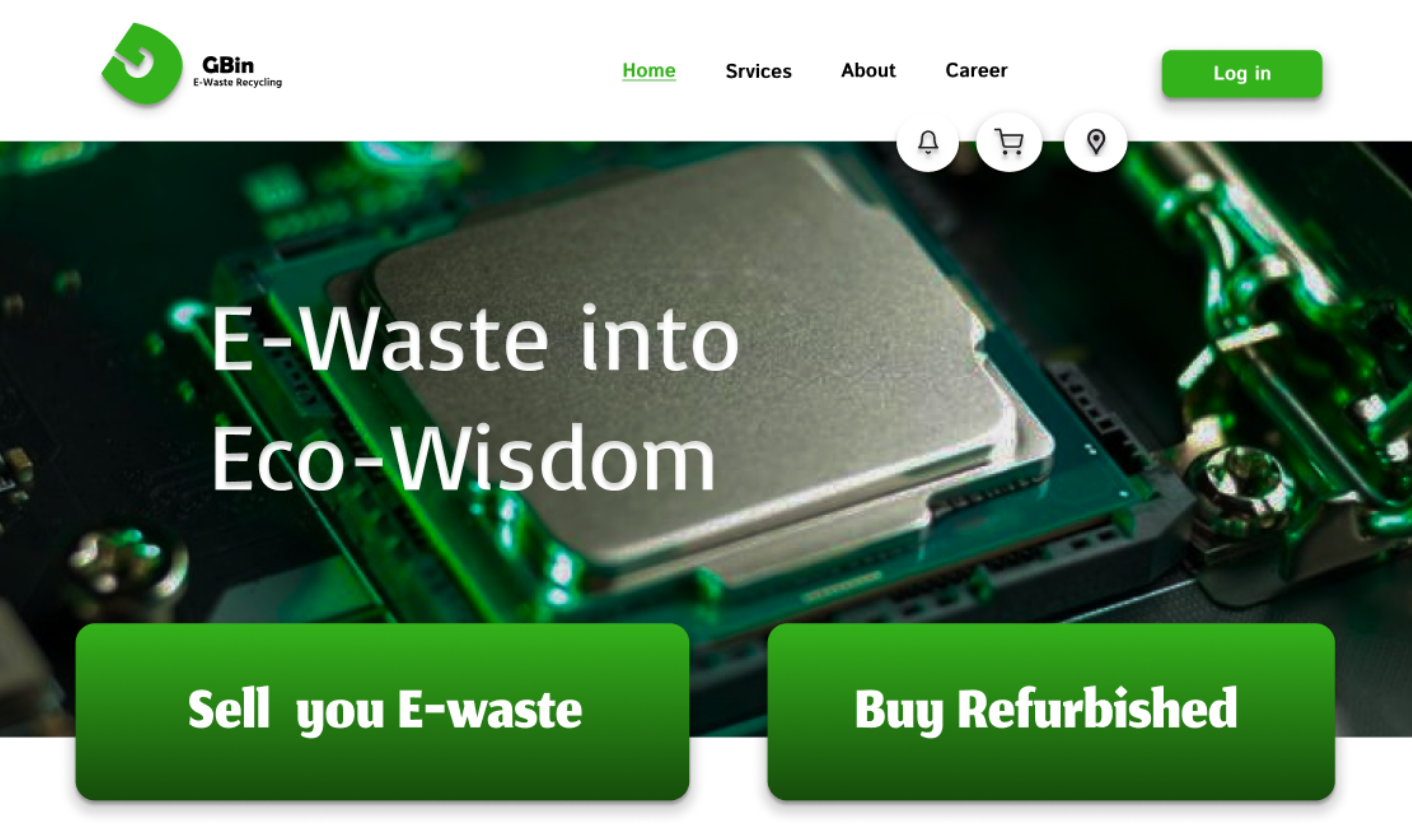 GBin
E-Waste Recycling
Home Srvices About Career
Log in
E-Waste into
Eco-Wisdom
Sell you E-waste
Buy Refurbished